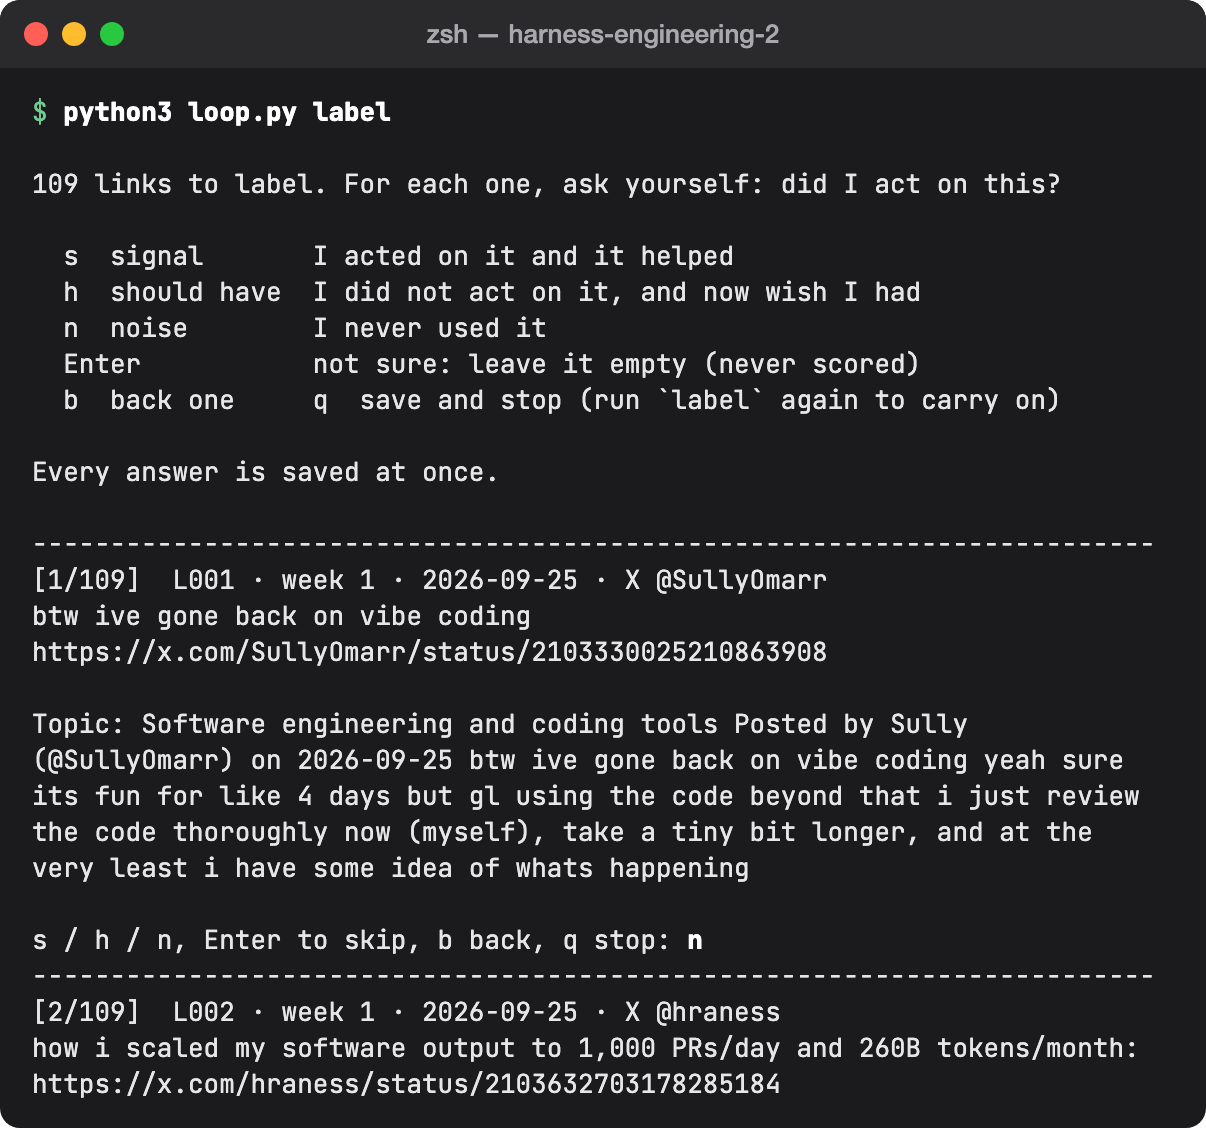 zsh — harness-engineering-2
$ python3 loop.py label
109 links to label. For each one, ask yourself: did I act on this?
s  signal       I acted on it and it helped
h  should have  I did not act on it, and now wish I had
n  noise        I never used it
Enter           not sure: leave it empty (never scored)
b  back one     q  save and stop (run `label` again to carry on)
Every answer is saved at once.
------------------------------------------------------------------------
[1/109]  L001 · week 1 · 2026-09-25 · X @SullyOmarr
btw ive gone back on vibe coding
https://x.com/SullyOmarr/status/2103330025210863908
Topic: Software engineering and coding tools Posted by Sully
(@SullyOmarr) on 2026-09-25 btw ive gone back on vibe coding yeah sure
its fun for like 4 days but gl using the code beyond that i just review
the code thoroughly now (myself), take a tiny bit longer, and at the
very least i have some idea of whats happening
s / h / n, Enter to skip, b back, q stop: n
------------------------------------------------------------------------
[2/109]  L002 · week 1 · 2026-09-25 · X @hraness
how i scaled my software output to 1,000 PRs/day and 260B tokens/month:
https://x.com/hraness/status/2103632703178285184